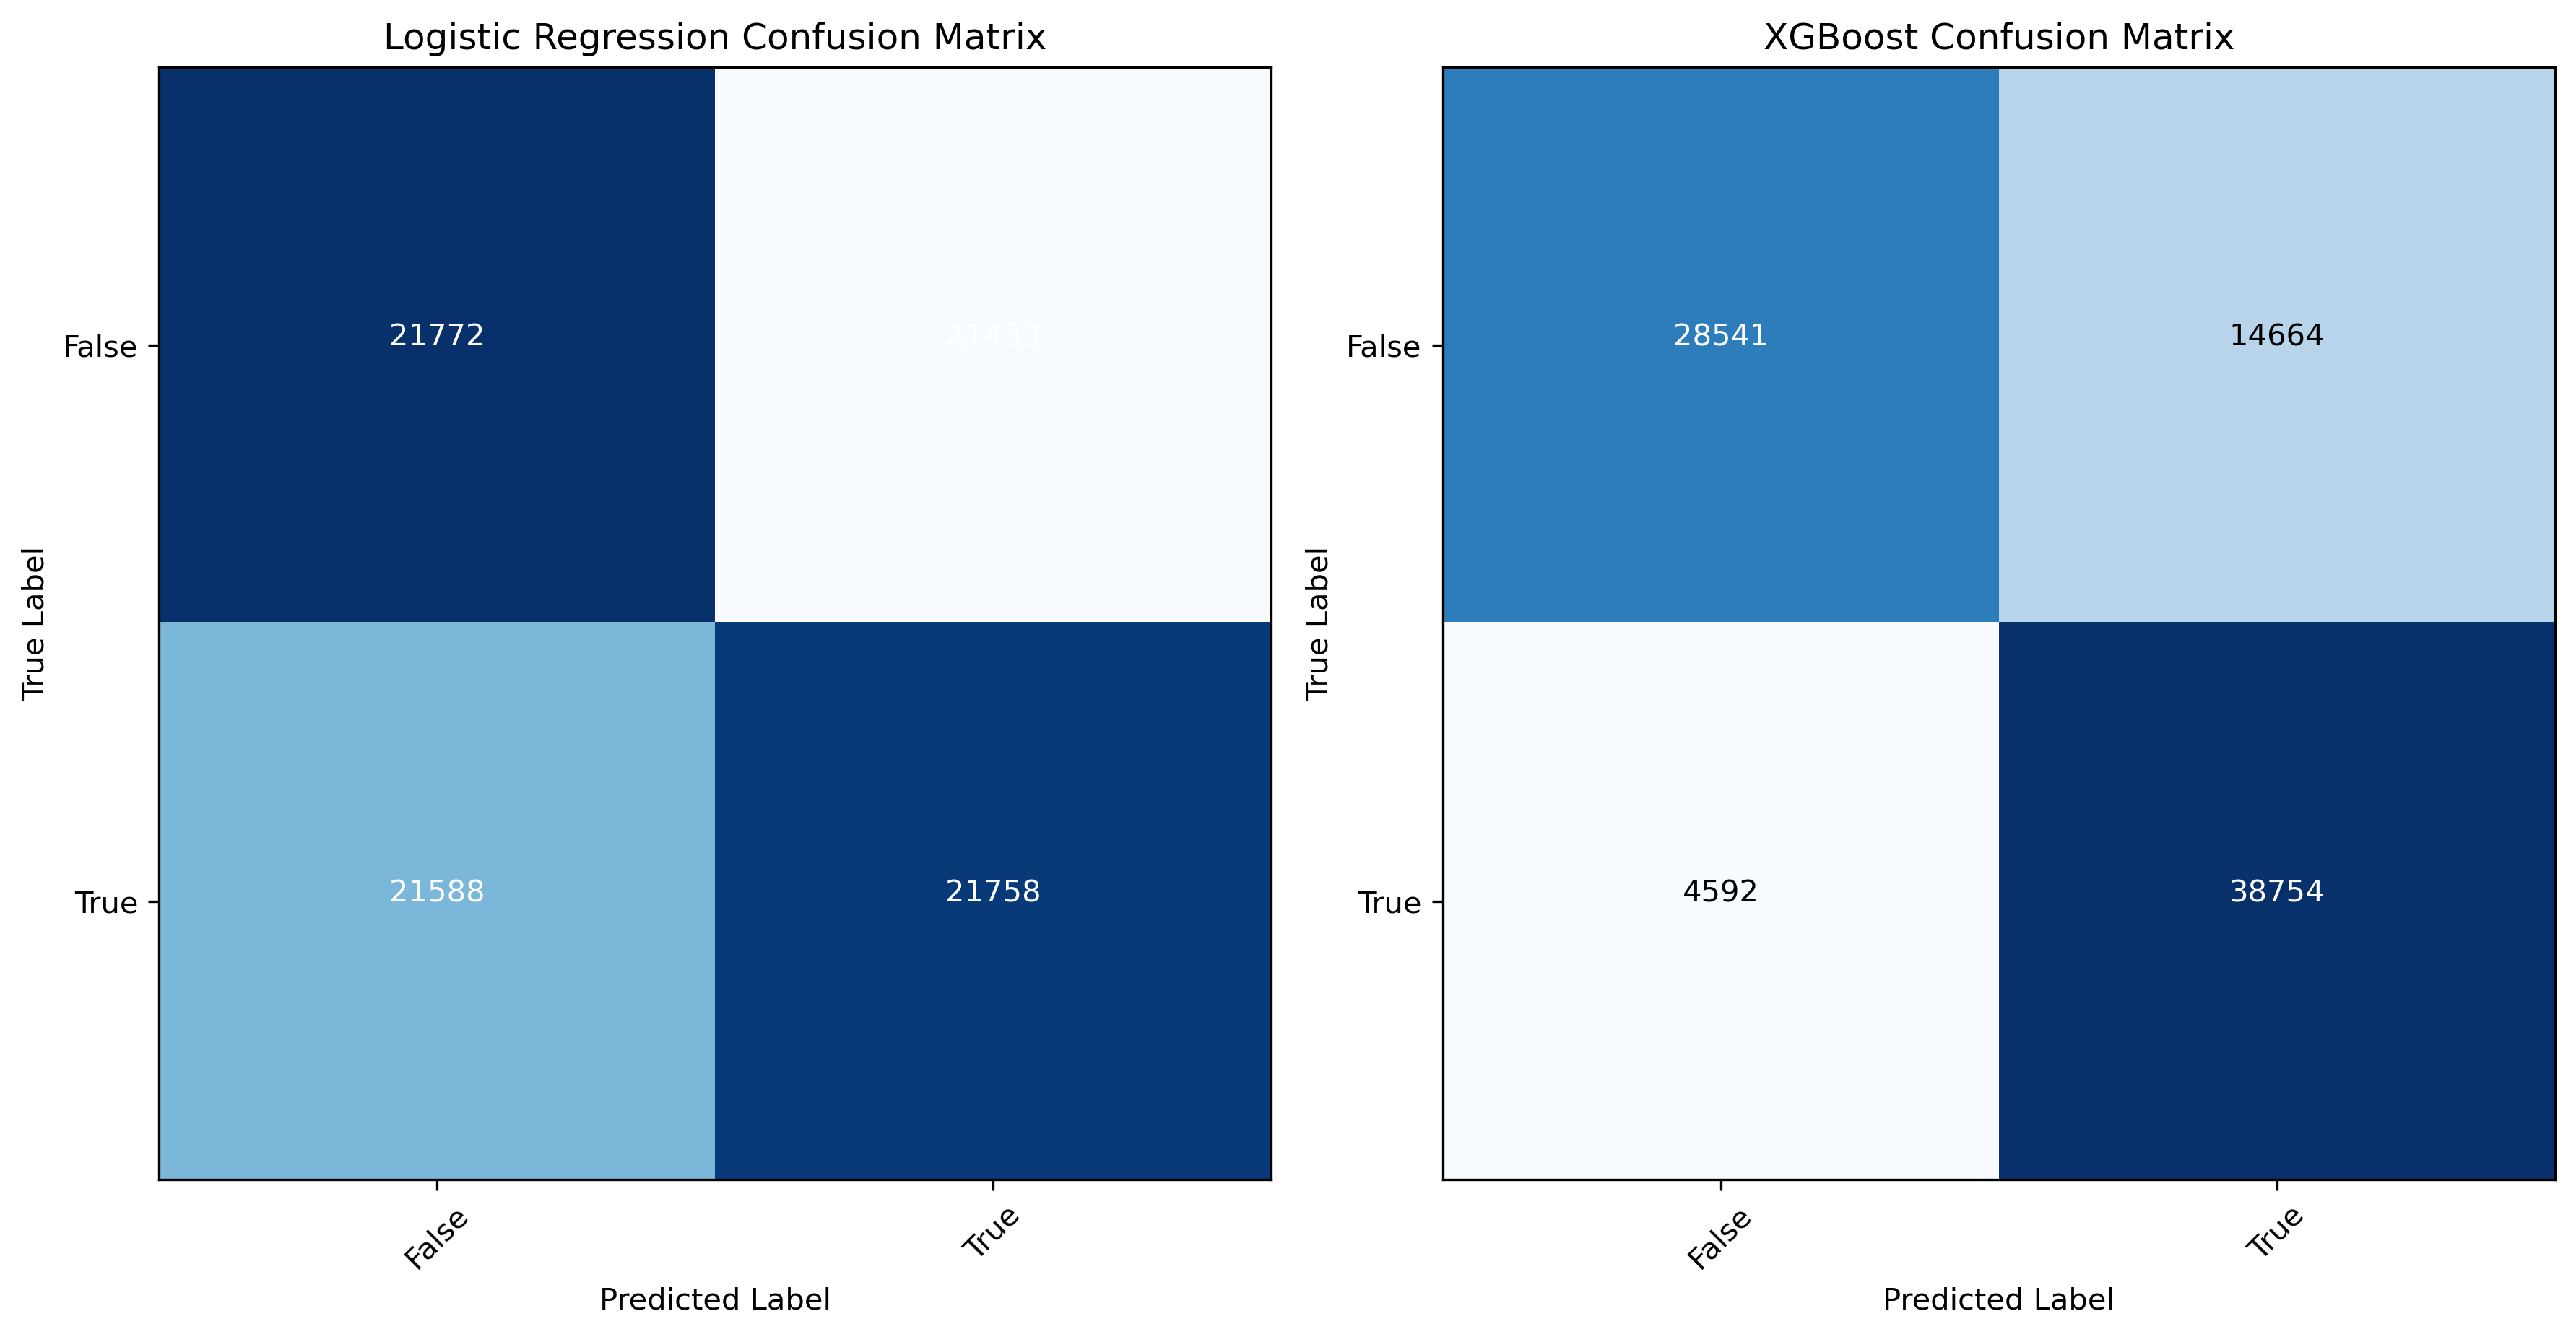 Logistic Regression Confusion Matrix
True Label
False
True
21772
21433
21588
21758
False
True
Predicted Label
XGBoost Confusion Matrix
True Label
False
True
28541
14664
4592
38754
False
True
Predicted Label